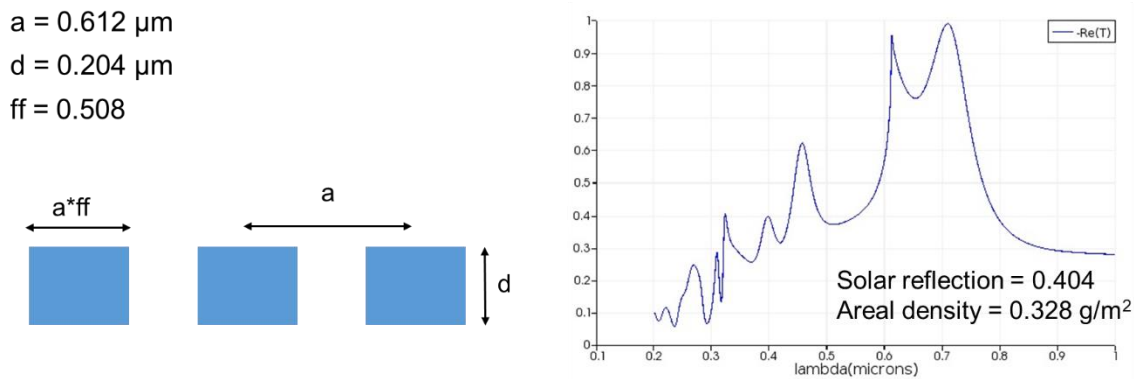 a = 0.612 µm
d = 0.204 µm
ff = 0.508
a*ff
a
d
-Re(T)
1
0.9
0.8
0.7
0.6
0.5
0.4
0.3
0.2
0.1
0
0.1 0.2 0.3 0.4 0.5 0.6 0.7 0.8 0.9 1
lambda(microns)
Solar reflection = 0.404
Areal density = 0.328 g/m²